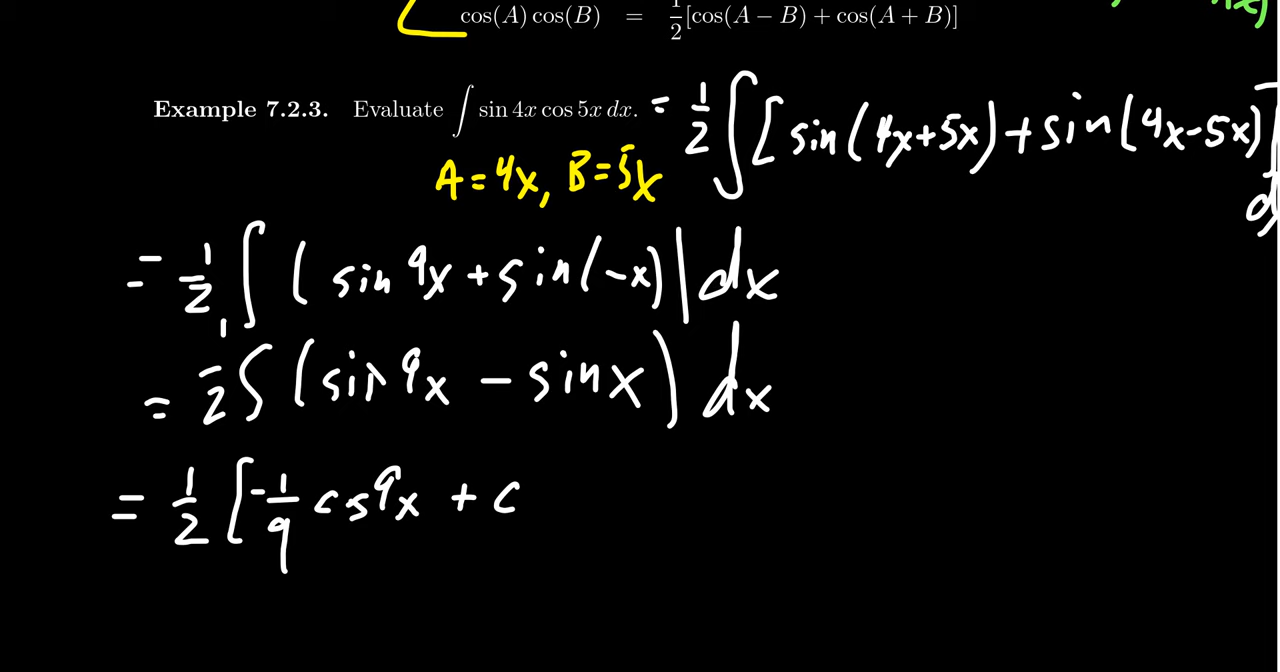 cos(A) cos(B) = 1/2[cos(A − B) + cos(A + B)]
Example 7.2.3. Evaluate ∫ sin 4x cos 5x dx. = 1/2 ∫ [sin(4x+5x) + sin(4x-5x)]
dx
A = 4x, B = 5x
= 1/2 ∫ ( sin 9x + sin(-x) ) dx
= 1/2 ∫ (sin 9x - sin x) dx
= 1/2 [-1/9 cos 9x + c